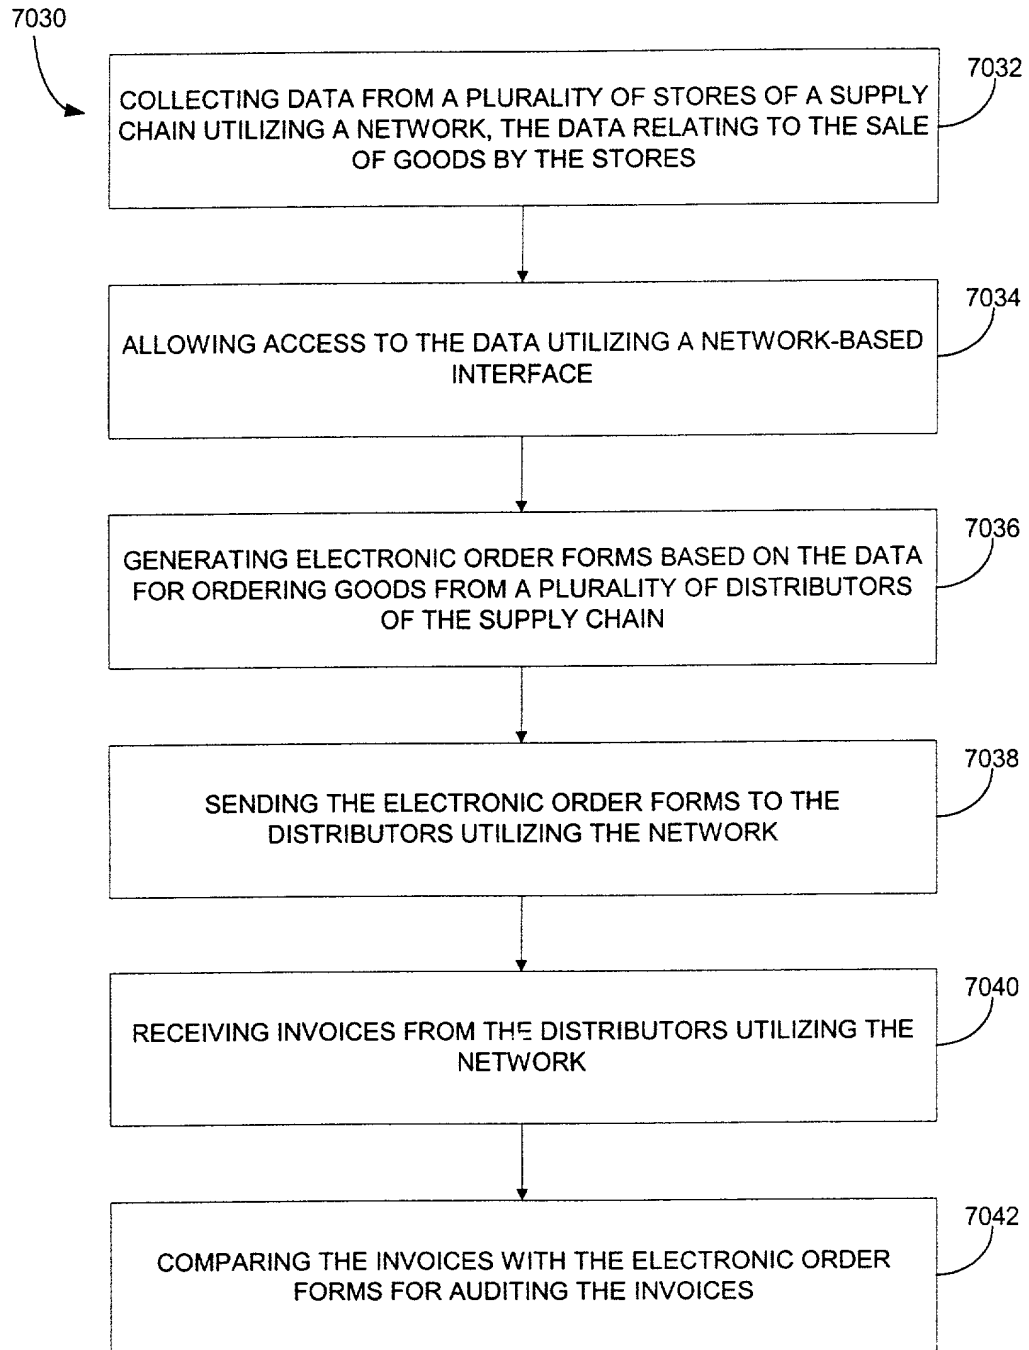 7030
7032
COLLECTING DATA FROM A PLURALITY OF STORES OF A SUPPLY
CHAIN UTILIZING A NETWORK, THE DATA RELATING TO THE SALE
OF GOODS BY THE STORES
7034
ALLOWING ACCESS TO THE DATA UTILIZING A NETWORK-BASED
INTERFACE
7036
GENERATING ELECTRONIC ORDER FORMS BASED ON THE DATA
FOR ORDERING GOODS FROM A PLURALITY OF DISTRIBUTORS
OF THE SUPPLY CHAIN
7038
SENDING THE ELECTRONIC ORDER FORMS TO THE
DISTRIBUTORS UTILIZING THE NETWORK
7040
RECEIVING INVOICES FROM THE DISTRIBUTORS UTILIZING THE
NETWORK
7042
COMPARING THE INVOICES WITH THE ELECTRONIC ORDER
FORMS FOR AUDITING THE INVOICES